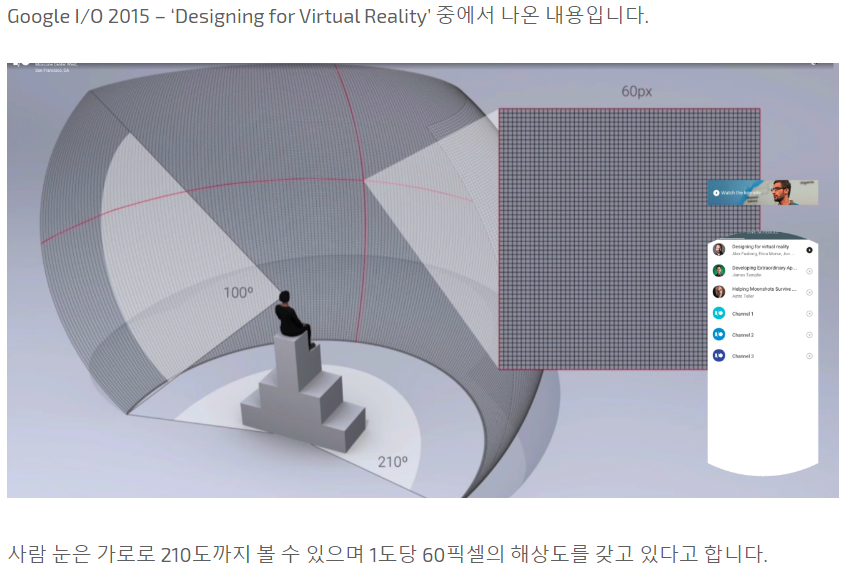 Google I/O 2015 – ‘Designing for Virtual Reality’ 중에서 나온 내용입니다.
San Francisco, CA
60px
Watch the keynote
100º
Designing for virtual reality
Developing Extraordinary Ap...
Helping Moonshots Survive ...
Astro Teller
I/O Channel 1
I/O Channel 2
I/O Channel 3
210º
사람 눈은 가로로 210도까지 볼 수 있으며 1도당 60픽셀의 해상도를 갖고 있다고 합니다.